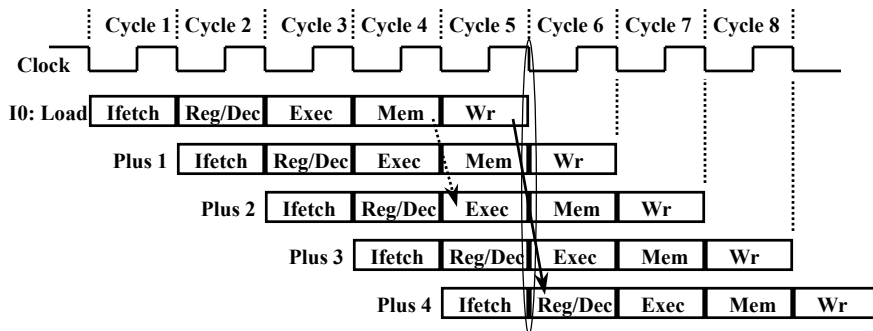 Cycle 1 Cycle 2 Cycle 3 Cycle 4 Cycle 5 Cycle 6 Cycle 7 Cycle 8
Clock
I0: Load Ifetch Reg/Dec Exec Mem Wr
Plus 1 Ifetch Reg/Dec Exec Mem Wr
Plus 2 Ifetch Reg/Dec Exec Mem Wr
Plus 3 Ifetch Reg/Dec Exec Mem Wr
Plus 4 Ifetch Reg/Dec Exec Mem Wr